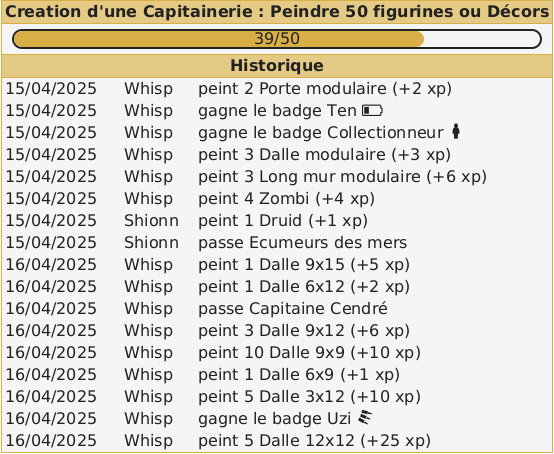 Creation d'une Capitainerie : Peindre 50 figurines ou Décors
39/50
Historique
15/04/2025 Whisp peint 2 Porte modulaire (+2 xp)
15/04/2025 Whisp gagne le badge Ten
15/04/2025 Whisp gagne le badge Collectionneur
15/04/2025 Whisp peint 3 Dalle modulaire (+3 xp)
15/04/2025 Whisp peint 3 Long mur modulaire (+6 xp)
15/04/2025 Whisp peint 4 Zombi (+4 xp)
15/04/2025 Shionn peint 1 Druid (+1 xp)
15/04/2025 Shionn passe Ecumeurs des mers
16/04/2025 Whisp peint 1 Dalle 9x15 (+5 xp)
16/04/2025 Whisp peint 1 Dalle 6x12 (+2 xp)
16/04/2025 Whisp passe Capitaine Cendré
16/04/2025 Whisp peint 3 Dalle 9x12 (+6 xp)
16/04/2025 Whisp peint 10 Dalle 9x9 (+10 xp)
16/04/2025 Whisp peint 1 Dalle 6x9 (+1 xp)
16/04/2025 Whisp peint 5 Dalle 3x12 (+10 xp)
16/04/2025 Whisp gagne le badge Uzi
16/04/2025 Whisp peint 5 Dalle 12x12 (+25 xp)